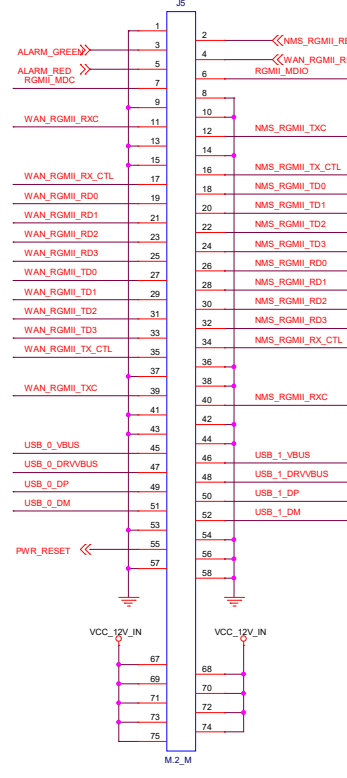 J5
1
2 NMS_RGMII_RE
ALARM_GREEN 3
4 WAN_RGMII_RE
ALARM_RED 5
6 RGMII_MDIO
RGMII_MDC 7
8
9
10
WAN_RGMII_RXC 11
12 NMS_RGMII_TXC
13
14
15
16 NMS_RGMII_TX_CTL
WAN_RGMII_RX_CTL 17
18 NMS_RGMII_TD0
WAN_RGMII_RD0 19
20 NMS_RGMII_TD1
WAN_RGMII_RD1 21
22 NMS_RGMII_TD2
WAN_RGMII_RD2 23
24 NMS_RGMII_TD3
WAN_RGMII_RD3 25
26 NMS_RGMII_RD0
WAN_RGMII_TD0 27
28 NMS_RGMII_RD1
WAN_RGMII_TD1 29
30 NMS_RGMII_RD2
WAN_RGMII_TD2 31
32 NMS_RGMII_RD3
WAN_RGMII_TD3 33
34 NMS_RGMII_RX_CTL
WAN_RGMII_TX_CTL 35
36
37
38
WAN_RGMII_TXC 39
40 NMS_RGMII_RXC
41
42
43
44
USB_0_VBUS 45
46 USB_1_VBUS
USB_0_DRVVBUS 47
48 USB_1_DRVVBUS
USB_0_DP 49
50 USB_1_DP
USB_0_DM 51
52 USB_1_DM
53
54
PWR_RESET 55
56
57
58
VCC_12V_IN VCC_12V_IN
67
68
69
70
71
72
73
74
75
M.2_M